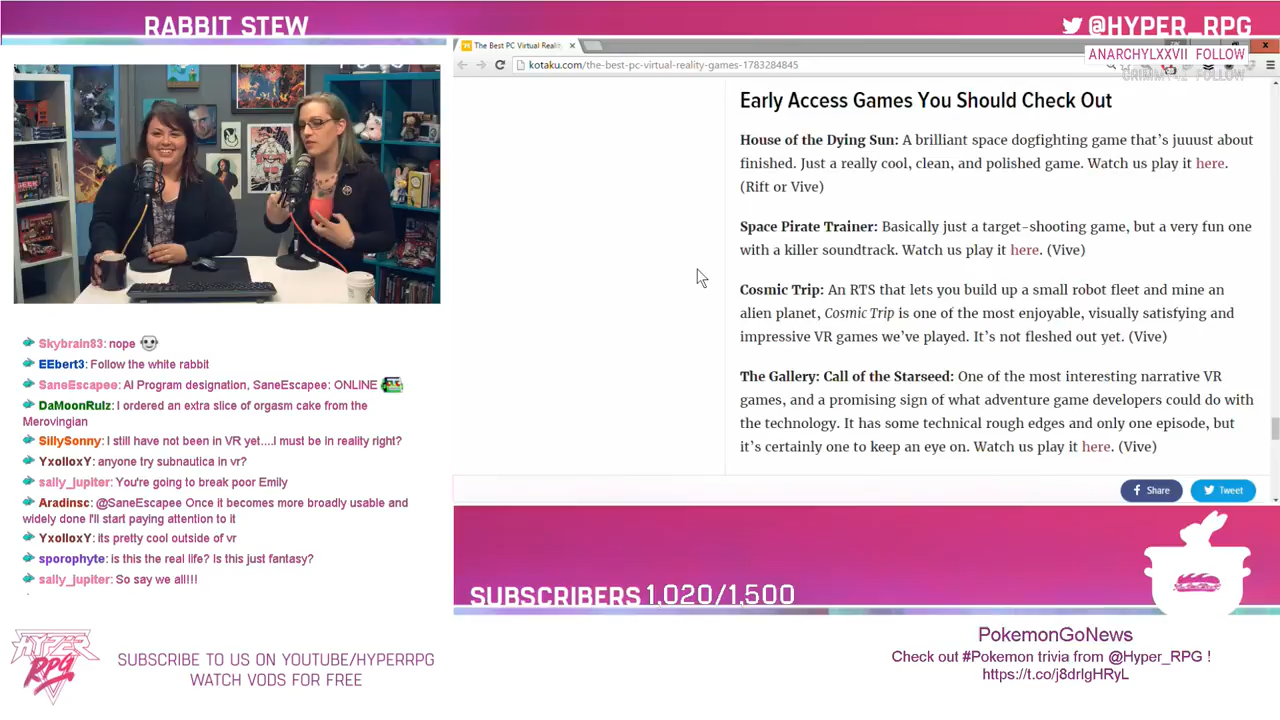 RABBIT STEW
@HYPER_RPG
The Best PC Virtual Realit
ANARCHYLXXVII FOLLOW
kotaku.com/the-best-pc-virtual-reality-games-1783284845
FOLLOW
Early Access Games You Should Check Out
House of the Dying Sun: A brilliant space dogfighting game that's juuust about
finished. Just a really cool, clean, and polished game. Watch us play it here.
(Rift or Vive)
Space Pirate Trainer: Basically just a target-shooting game, but a very fun one
with a killer soundtrack. Watch us play it here. (Vive)
Cosmic Trip: An RTS that lets you build up a small robot fleet and mine an
alien planet, Cosmic Trip is one of the most enjoyable, visually satisfying and
impressive VR games we've played. It's not fleshed out yet. (Vive)
The Gallery: Call of the Starseed: One of the most interesting narrative VR
games, and a promising sign of what adventure game developers could do with
the technology. It has some technical rough edges and only one episode, but
it's certainly one to keep an eye on. Watch us play it here. (Vive)
Share
Tweet
GEEK
Skybrain83: nope
EEbert3: Follow the white rabbit
SaneEscapee: AI Program designation, SaneEscapee: ONLINE
DaMoonRulz: I ordered an extra slice of orgasm cake from the
Merovingian
SillySonny: I still have not been in VR yet....I must be in reality right?
YxolloxY: anyone try subnautica in vr?
sally_jupiter: You're going to break poor Emily
Aradinsc: @SaneEscapee Once it becomes more broadly usable and
widely done I'll start paying attention to it
YxolloxY: its pretty cool outside of vr
sporophyte: is this the real life? Is this just fantasy?
sally_jupiter: So say we all!!!
SUBSCRIBERS 1,020/1,500
HYPER
RPG
SUBSCRIBE TO US ON YOUTUBE/HYPERRPG
WATCH VODS FOR FREE
PokemonGoNews
Check out #Pokemon trivia from @Hyper_RPG !
https://t.co/j8drIgHRyL